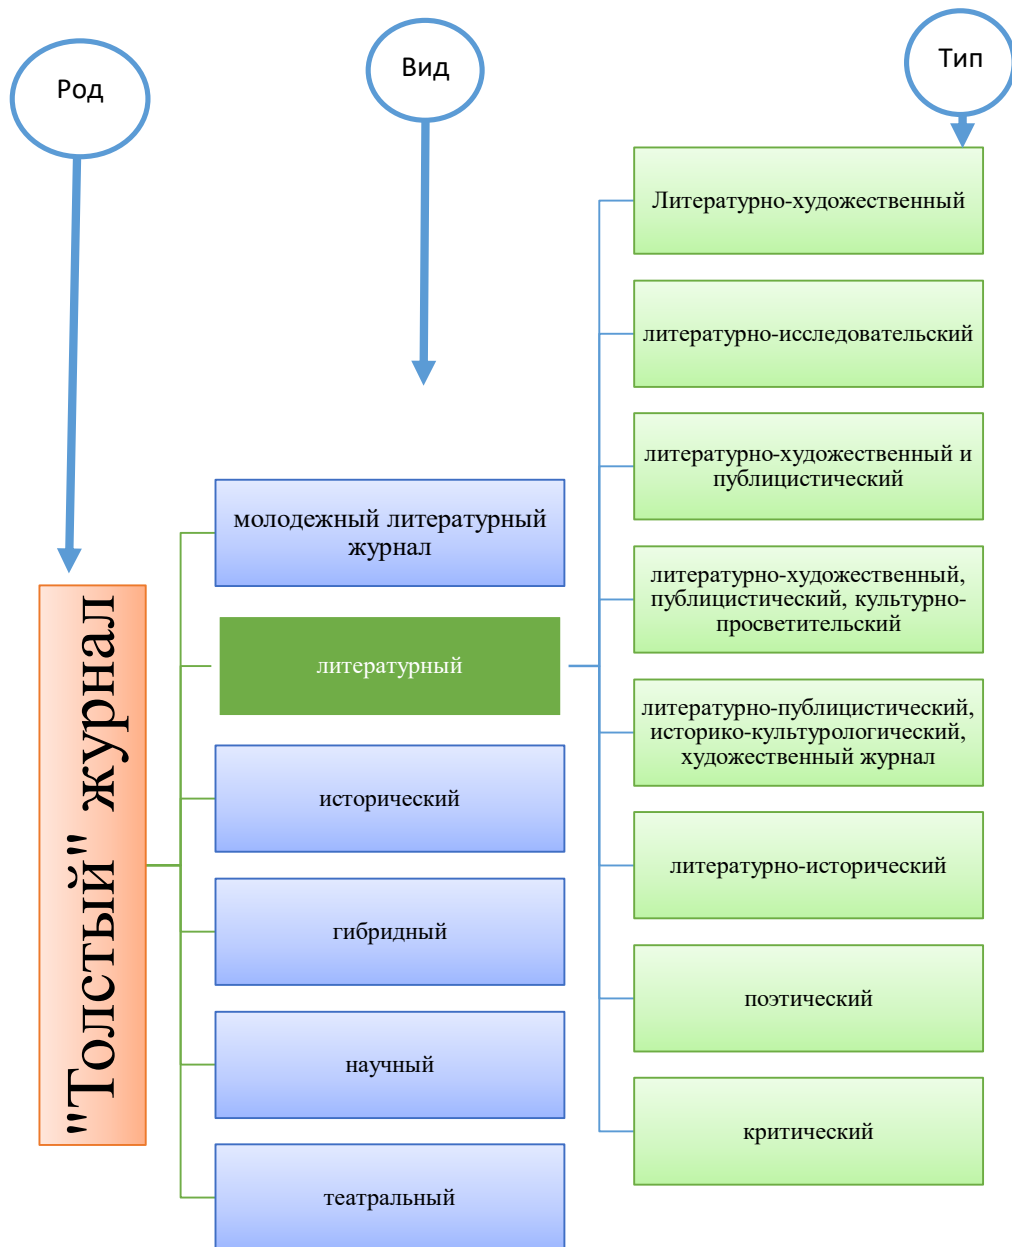 Род
Вид
Тип
"Толстый" журнал
молодежный литературный
журнал
литературный
исторический
гибридный
научный
театральный
Литературно-художественный
литературно-исследовательский
литературно-художественный и
публицистический
литературно-художественный,
публицистический, культурно-
просветительский
литературно-публицистический,
историко-культурологический,
художественный журнал
литературно-исторический
поэтический
критический